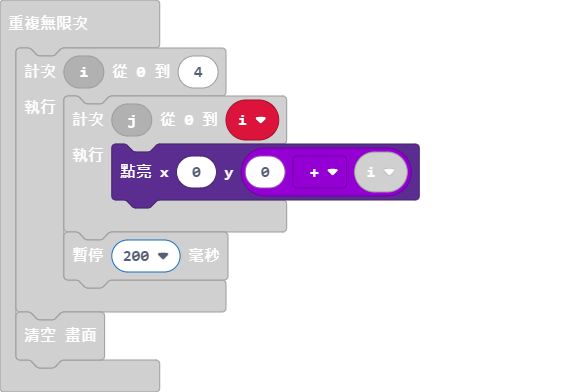 重複無限次
計次 i 從 0 到 4
執行
計次 j 從 0 到 i
執行
點亮 x 0 y 0 + i
暫停 200 毫秒
清空 畫面